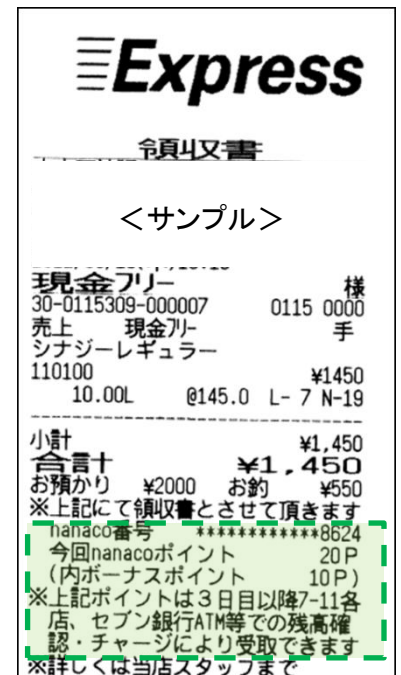 Express
領収書
＜サンプル＞
現金フリー 様
30-0115309-000007 0115 0000
売上 現金フリー 手
シナジーレギュラー
110100 ¥1450
10.00L @145.0 L- 7 N-19
小計 ¥1,450
合計 ¥1,450
お預かり ¥2000 お釣 ¥550
※上記にて領収書とさせて頂きます
nanaco番号 ************8624
今回nanacoポイント 20P
(内ボーナスポイント 10P)
※上記ポイントは3日目以降7-11各
店、セブン銀行ATM等での残高確
認・チャージにより受取できます
※詳しくは当店スタッフまで